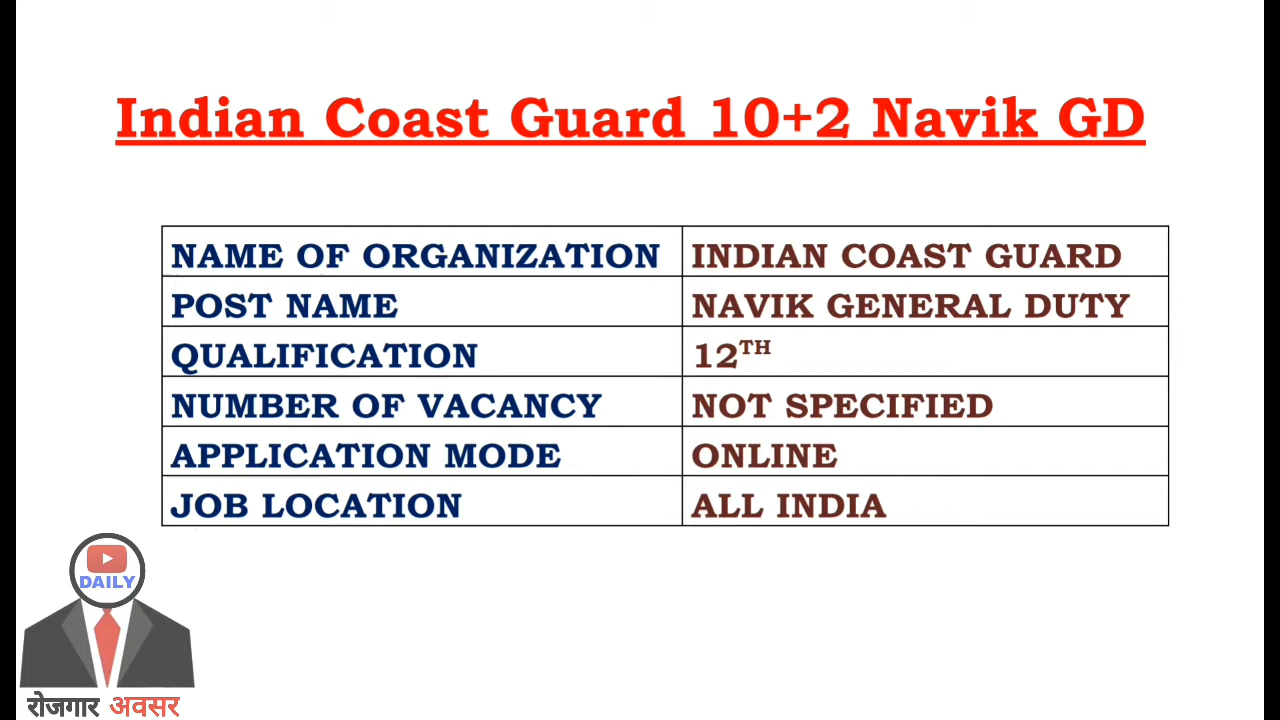 Indian Coast Guard 10+2 Navik GD
NAME OF ORGANIZATION INDIAN COAST GUARD
POST NAME NAVIK GENERAL DUTY
QUALIFICATION 12TH
NUMBER OF VACANCY NOT SPECIFIED
APPLICATION MODE ONLINE
JOB LOCATION ALL INDIA
DAILY
रोजगार अवसर